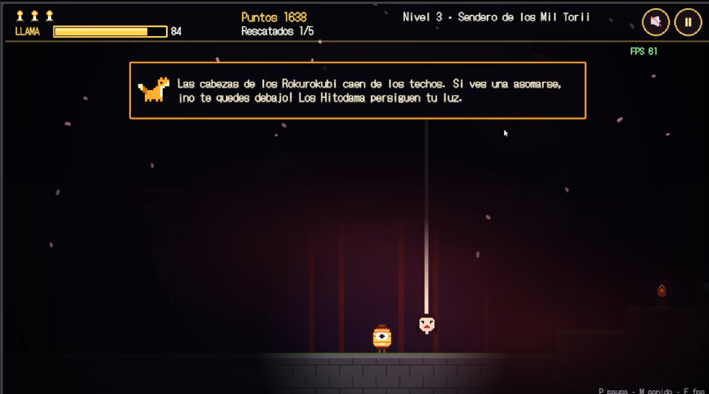 Puntos 1638
Nivel 3 · Sendero de los Mil Torii
LLAMA 84
Rescatados 1/5
FPS 61
Las cabezas de los Rokurokubi caen de los techos. Si ves una asomarse,
¡no te quedes debajo! Los Hitodama persiguen tu luz.
P pausa · M sonido · F fps